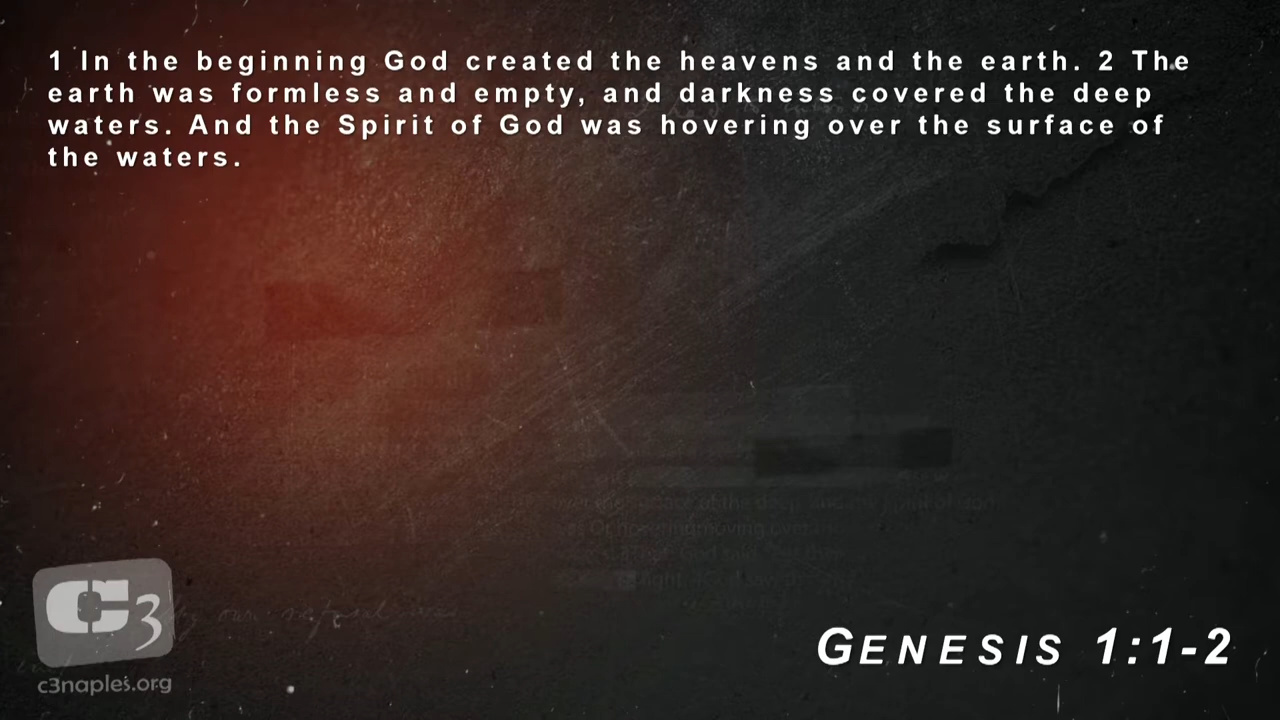 1 In the beginning God created the heavens and the earth. 2 The
earth was formless and empty, and darkness covered the deep
waters. And the Spirit of God was hovering over the surface of
the waters.
C3
c3naples.org
GENESIS 1:1-2